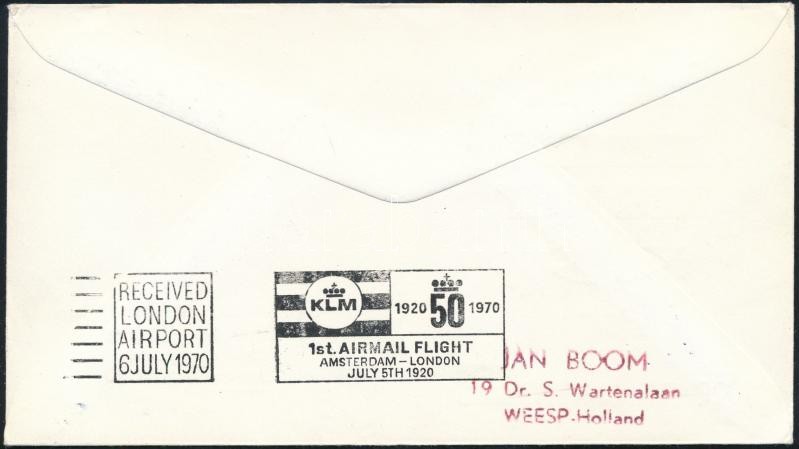 RECEIVED
LONDON
AIRPORT
6 JULY 1970
KLM
1920 50 1970
1st. AIRMAIL FLIGHT
AMSTERDAM – LONDON
JULY 5TH 1920
JAN BOOM
19 Dr. S. Wartenalaan
WEESP-Holland